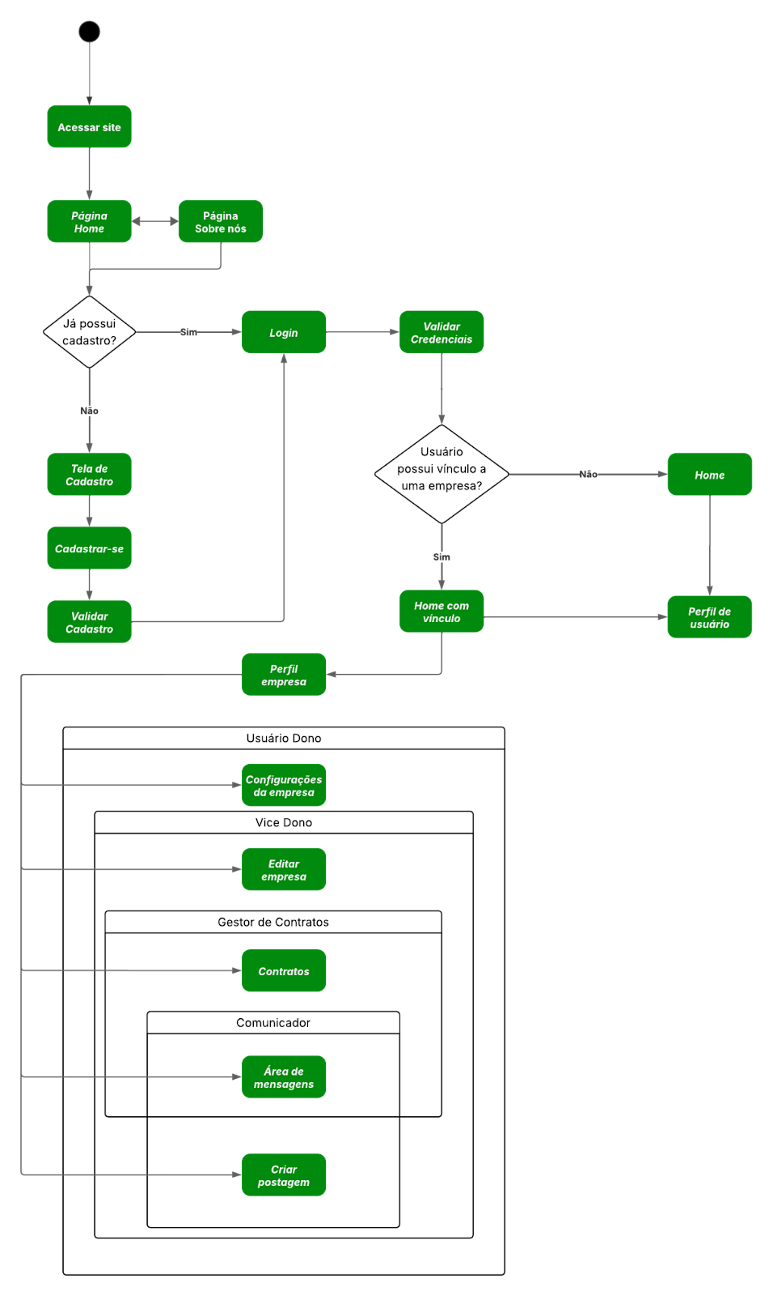 Acessar site
Página
Home
Página
Sobre nós
Já possui
cadastro?
Sim
Login
Validar
Credenciais
Não
Usuário
possui vínculo a
uma empresa?
Não
Home
Tela de
Cadastro
Cadastrar-se
Sim
Validar
Cadastro
Home com
vínculo
Perfil de
usuário
Perfil
empresa
Usuário Dono
Configurações
da empresa
Vice Dono
Editar
empresa
Gestor de Contratos
Contratos
Comunicador
Área de
mensagens
Criar
postagem